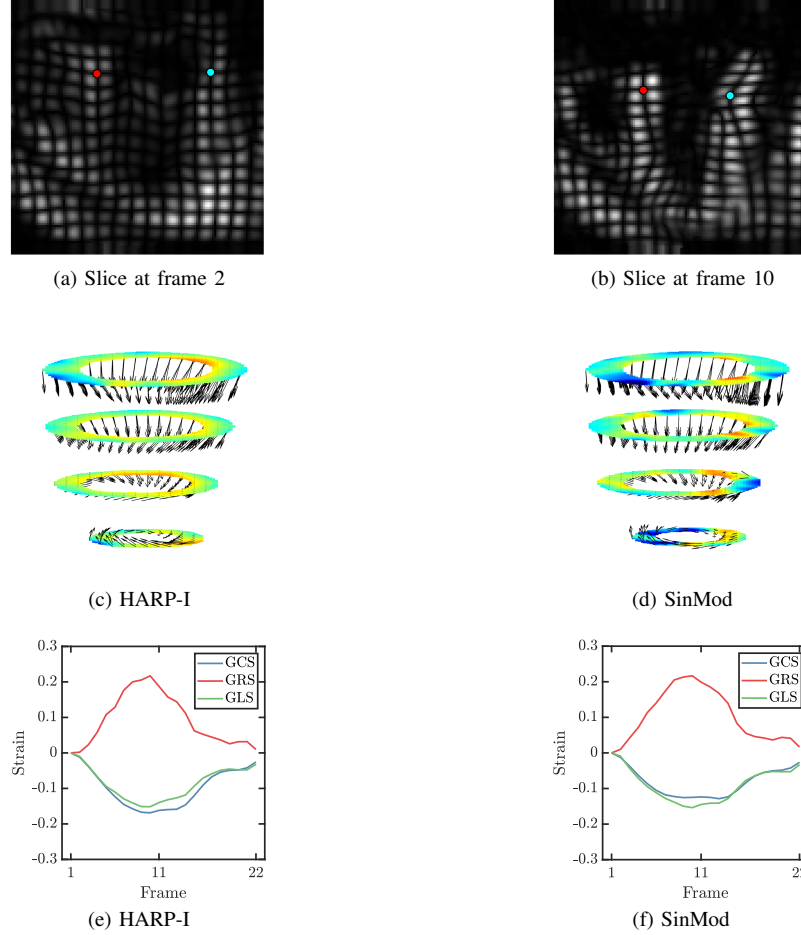 (a) Slice at frame 2
(b) Slice at frame 10
(c) HARP-I
(d) SinMod
0.3
0.2
0.1
0
-0.1
-0.2
-0.3
Strain
GCS
GRS
GLS
1
11
22
Frame
(e) HARP-I
0.3
0.2
0.1
0
-0.1
-0.2
-0.3
Strain
GCS
GRS
GLS
1
11
Frame
(f) SinMod